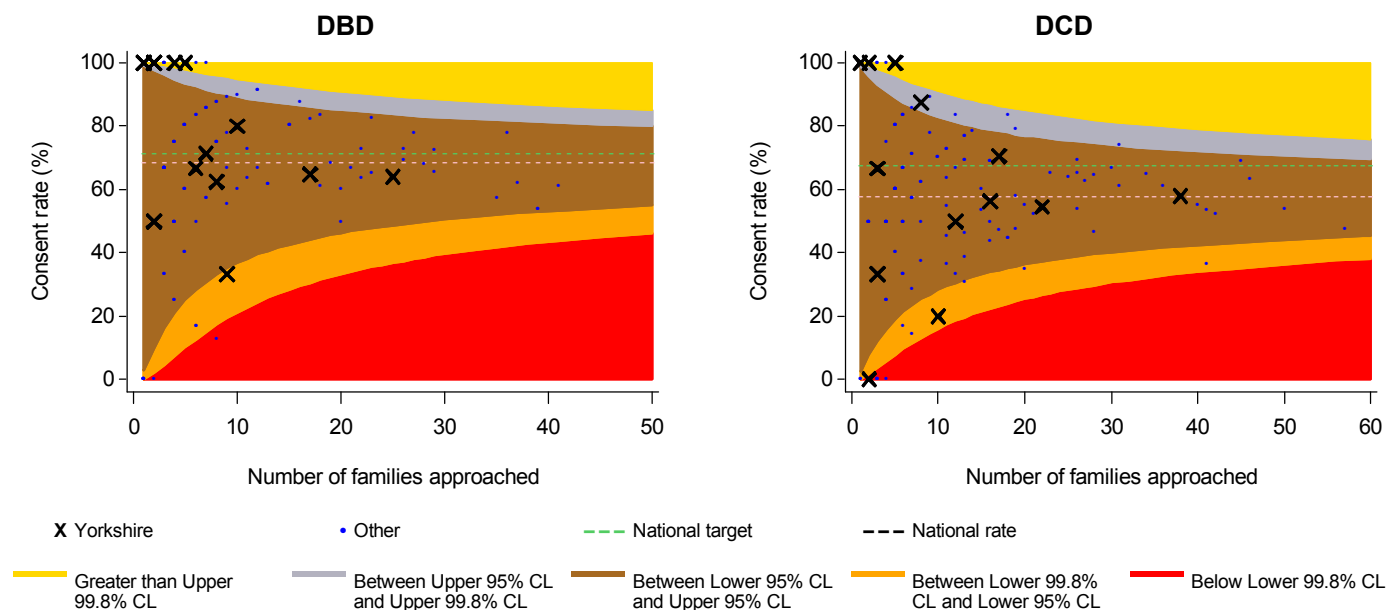 DBD
DCD
100
80
60
40
20
0
Consent rate (%)
0 10 20 30 40 50
Number of families approached
100
80
60
40
20
0
Consent rate (%)
0 10 20 30 40 50 60
Number of families approached
X Yorkshire
Other
National target
National rate
Greater than Upper
99.8% CL
Between Upper 95% CL
and Upper 99.8% CL
Between Lower 95% CL
and Upper 95% CL
Between Lower 99.8%
CL and Lower 95% CL
Below Lower 99.8% CL